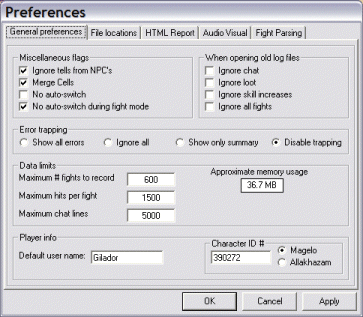 Preferences
General preferences File locations HTML Report Audio Visual Fight Parsing
Miscellaneous flags
Ignore tells from NPC's
Merge Cells
No auto-switch
No auto-switch during fight mode
When opening old log files
Ignore chat
Ignore loot
Ignore skill increases
Ignore all fights
Error trapping
Show all errors Ignore all Show only summary Disable trapping
Data limits
Maximum # fights to record 600
Maximum hits per fight 1500
Maximum chat lines 5000
Approximate memory usage
36.7 MB
Player info
Default user name: Gilador
Character ID #
390272
Magelo
Allakhazam
OK Cancel Apply